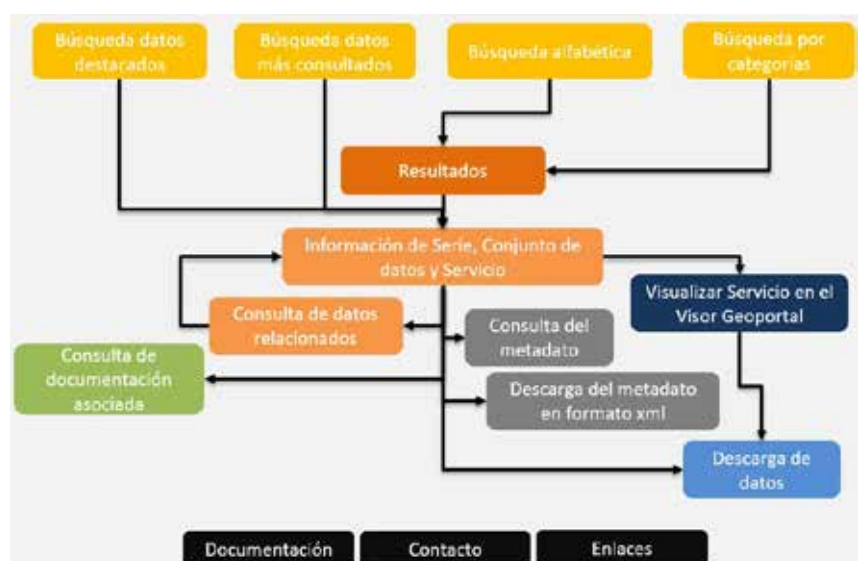 Búsqueda datos
destacados
Búsqueda datos
más consultados
Búsqueda alfabética
Búsqueda por
categorías
Resultados
Información de Serie, Conjunto de
datos y Servicio
Visualizar Servicio en el
Visor Geoportal
Consulta de datos
relacionados
Consulta del
metadato
Consulta de
documentación
asociada
Descarga del metadato
en formato xml
Descarga de
datos
Documentación
Contacto
Enlaces